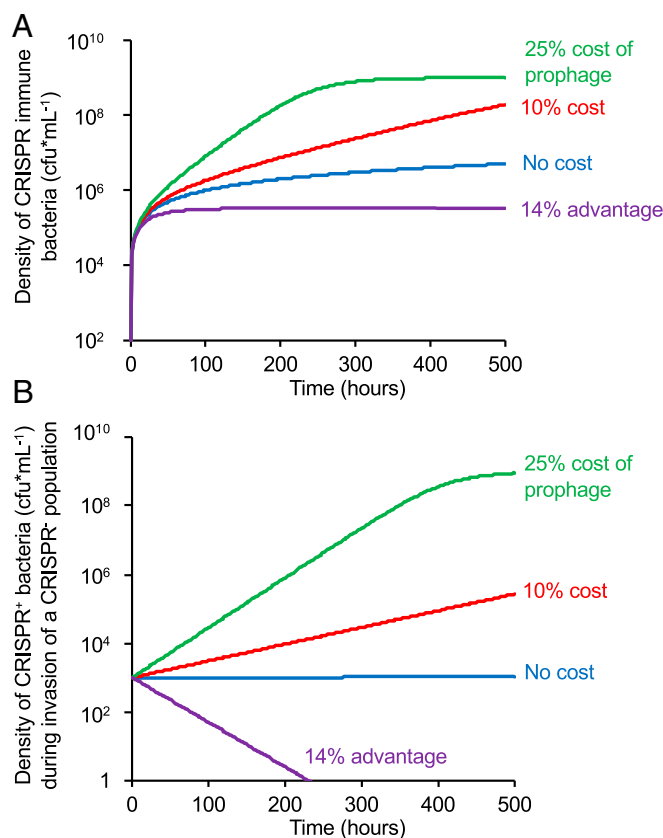 A
Density of CRISPR immune
bacteria (cfu*mL⁻¹)
10¹⁰
10⁸
10⁶
10⁴
10²
0
100
200
300
400
500
Time (hours)
25% cost of
prophage
10% cost
No cost
14% advantage
B
Density of CRISPR⁺ bacteria (cfu*mL⁻¹)
during invasion of a CRISPR⁻ population
10¹⁰
10⁸
10⁶
10⁴
10²
1
0
100
200
300
400
500
Time (hours)
25% cost of
prophage
10% cost
No cost
14% advantage